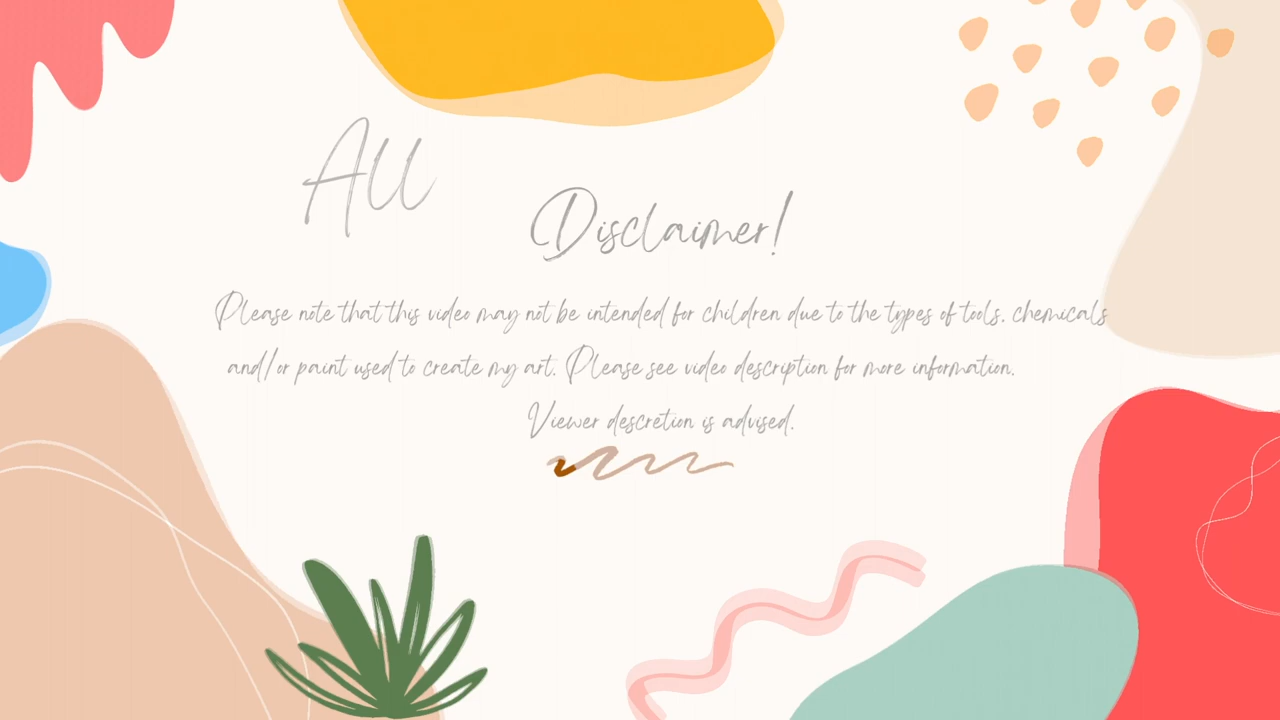 All
Disclaimer!
Please note that this video may not be intended for children due to the types of tools. chemicals
and/or paint used to create my art. Please see video description for more information.
Viewer descretion is advised.